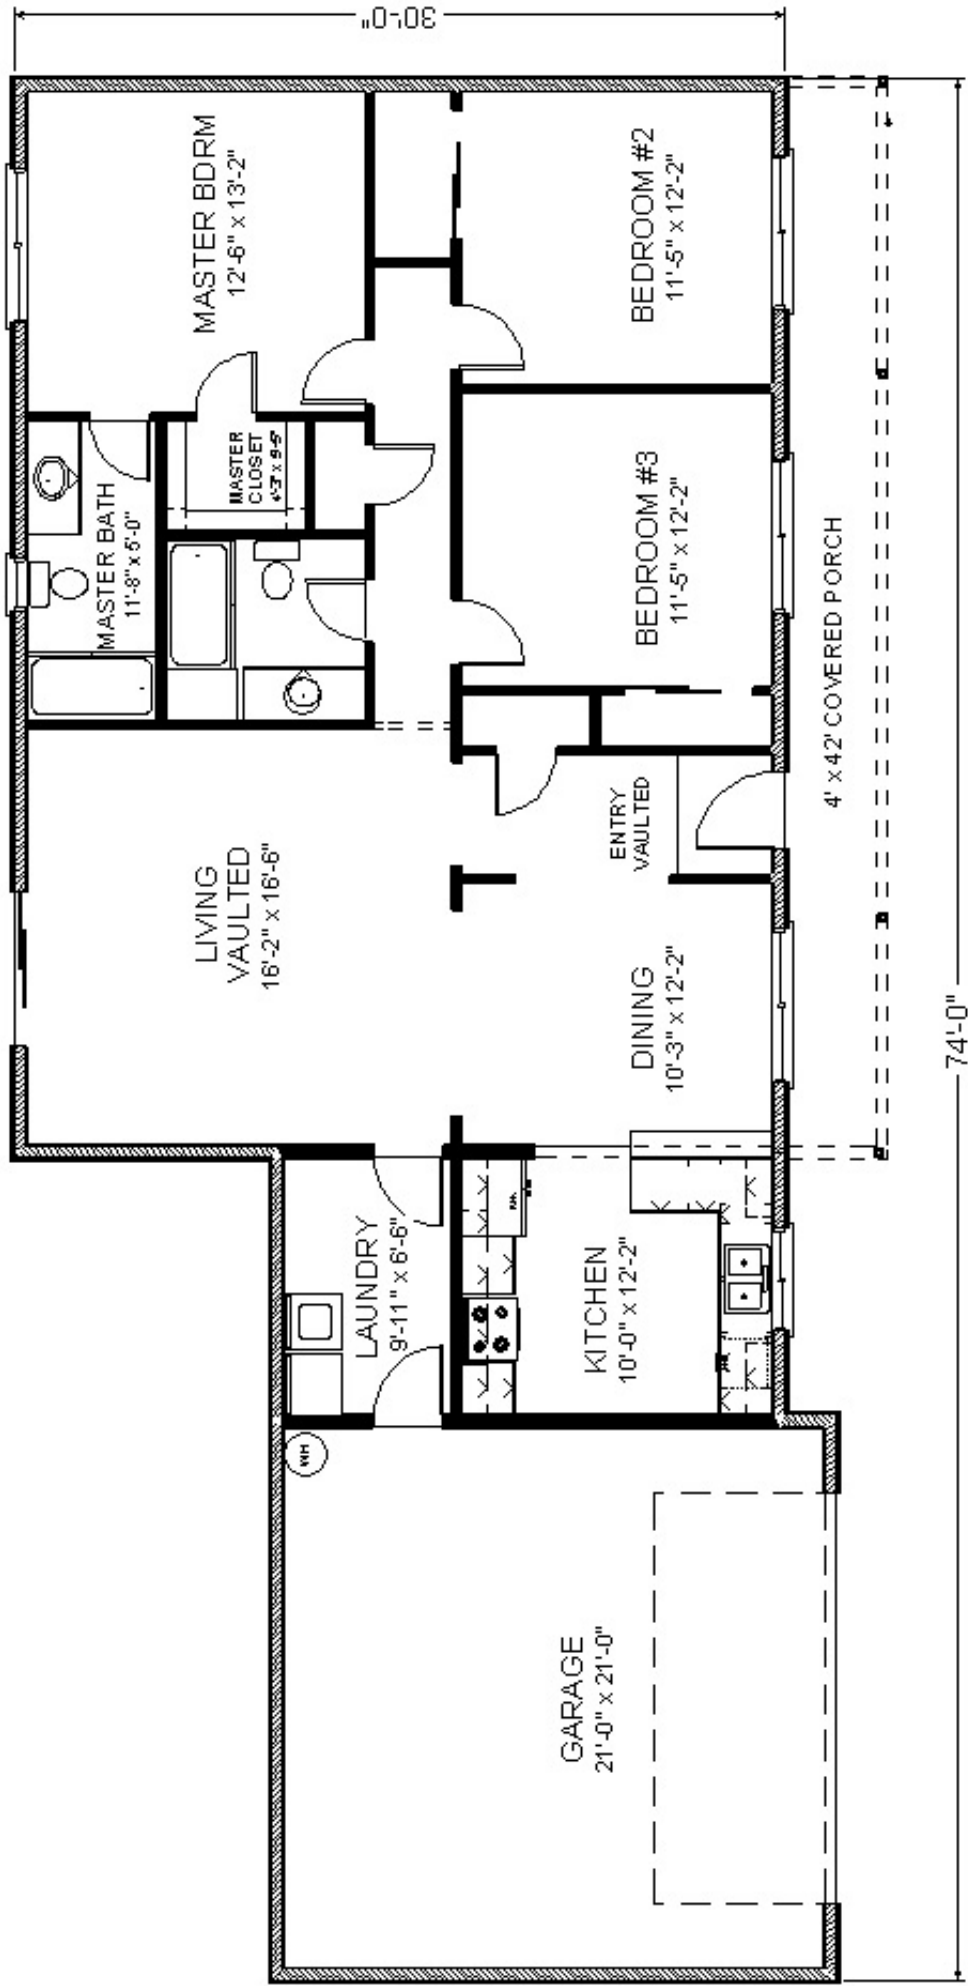 30'-0"
MASTER BDRM
12'-6" x 13'-2"
BEDROOM #2
11'-5" x 12'-2"
MASTER BATH
11'-8" x 5'-0"
MASTER
CLOSET
BEDROOM #3
11'-5" x 12'-2"
4' x 42' COVERED PORCH
LIVING
VAULTED
16'-2" x 16'-6"
ENTRY
VAULTED
DINING
10'-3" x 12'-2"
74'-0"
LAUNDRY
9'-11" x 6'-6"
KITCHEN
10'-0" x 12'-2"
WH
GARAGE
21'-0" x 21'-0"